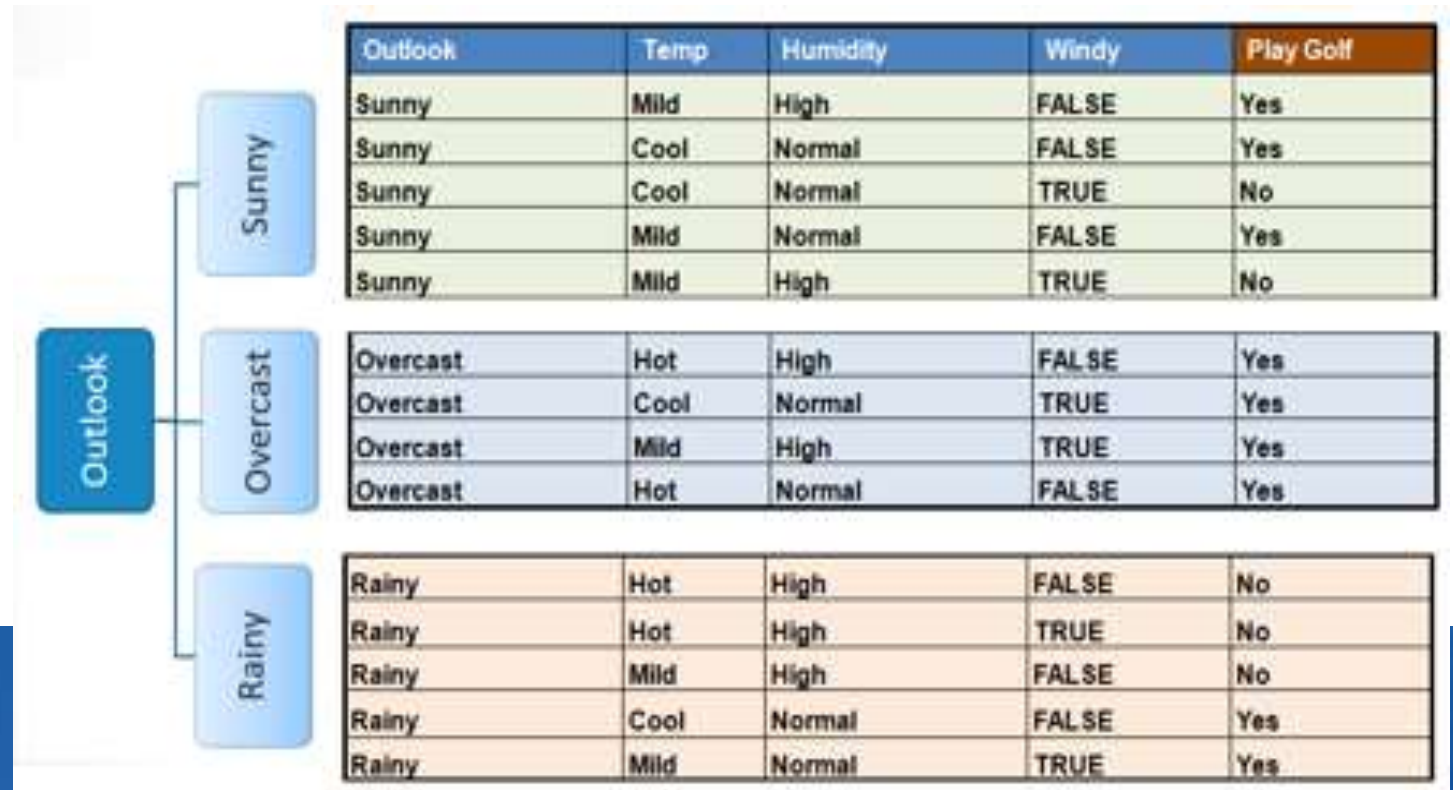 Outlook Temp Humidity Windy Play Golf
Sunny Mild High FALSE Yes
Sunny Cool Normal FALSE Yes
Sunny Cool Normal TRUE No
Sunny Mild Normal FALSE Yes
Sunny Mild High TRUE No
Overcast Hot High FALSE Yes
Overcast Cool Normal TRUE Yes
Overcast Mild High TRUE Yes
Overcast Hot Normal FALSE Yes
Rainy Hot High FALSE No
Rainy Hot High TRUE No
Rainy Mild High FALSE No
Rainy Cool Normal FALSE Yes
Rainy Mild Normal TRUE Yes
Outlook
Sunny
Overcast
Rainy